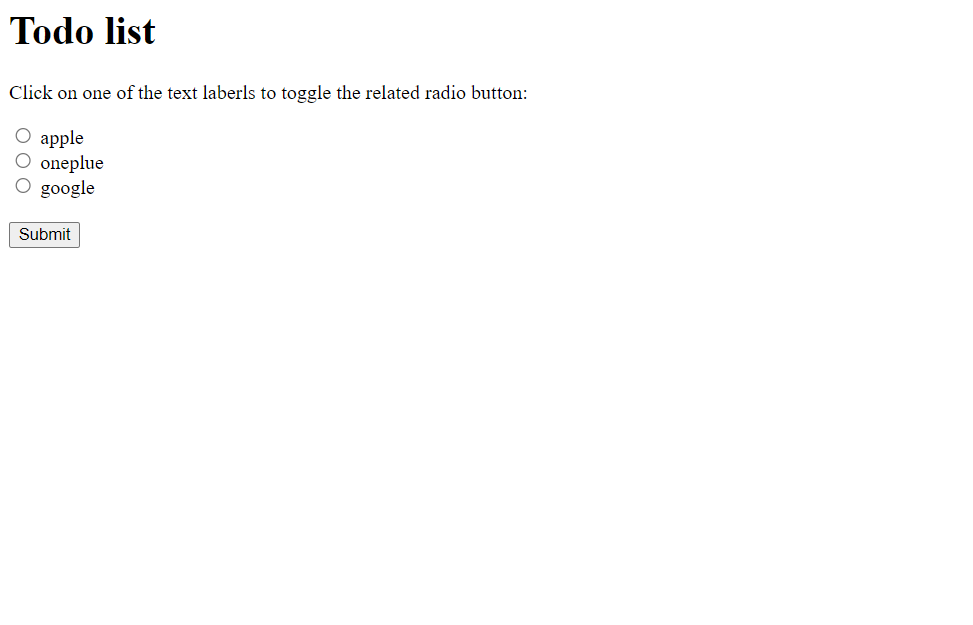 Todo list
Click on one of the text laberls to toggle the related radio button:
apple
oneplue
google
Submit